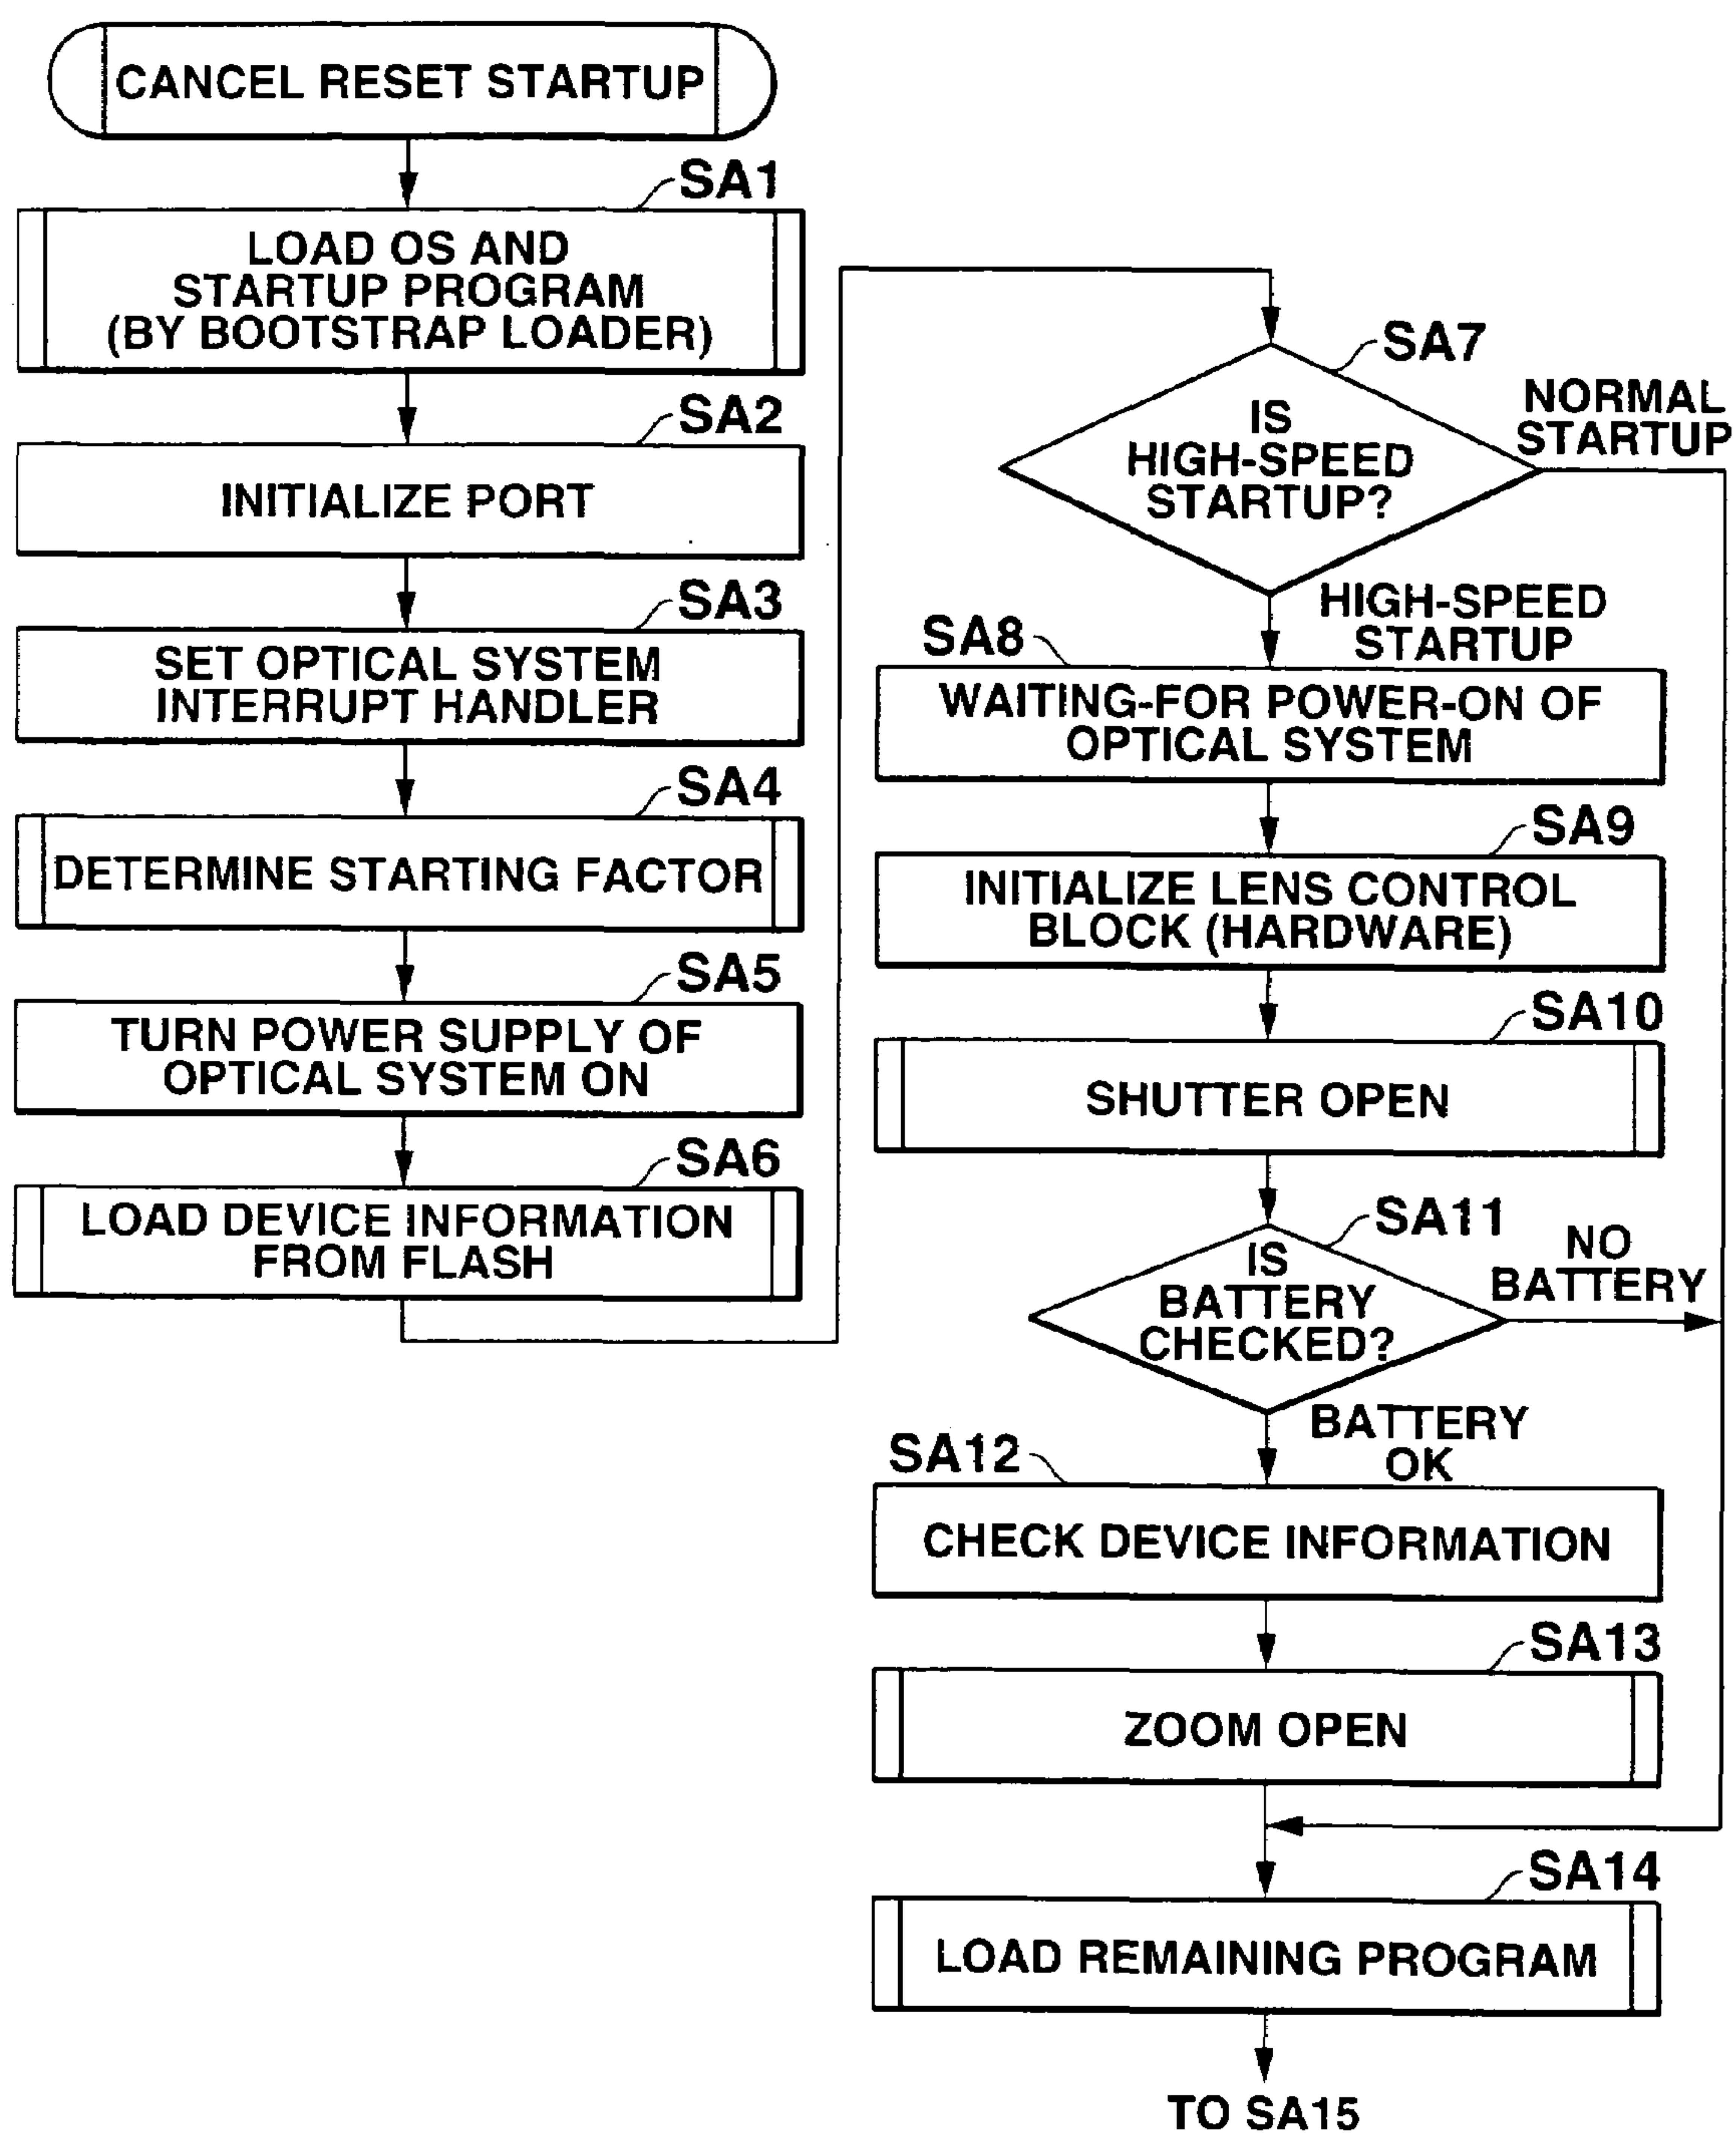 CANCEL RESET STARTUP
SA1
LOAD OS AND
STARTUP PROGRAM
(BY BOOTSTRAP LOADER)
SA2
INITIALIZE PORT
SA3
SET OPTICAL SYSTEM
INTERRUPT HANDLER
SA4
DETERMINE STARTING FACTOR
SA5
TURN POWER SUPPLY OF
OPTICAL SYSTEM ON
SA6
LOAD DEVICE INFORMATION
FROM FLASH
SA7
IS
HIGH-SPEED
STARTUP?
NORMAL
STARTUP
HIGH-SPEED
STARTUP
SA8
WAITING-FOR POWER-ON OF
OPTICAL SYSTEM
SA9
INITIALIZE LENS CONTROL
BLOCK (HARDWARE)
SA10
SHUTTER OPEN
SA11
IS
BATTERY
CHECKED?
NO
BATTERY
BATTERY
OK
SA12
CHECK DEVICE INFORMATION
SA13
ZOOM OPEN
SA14
LOAD REMAINING PROGRAM
TO SA15